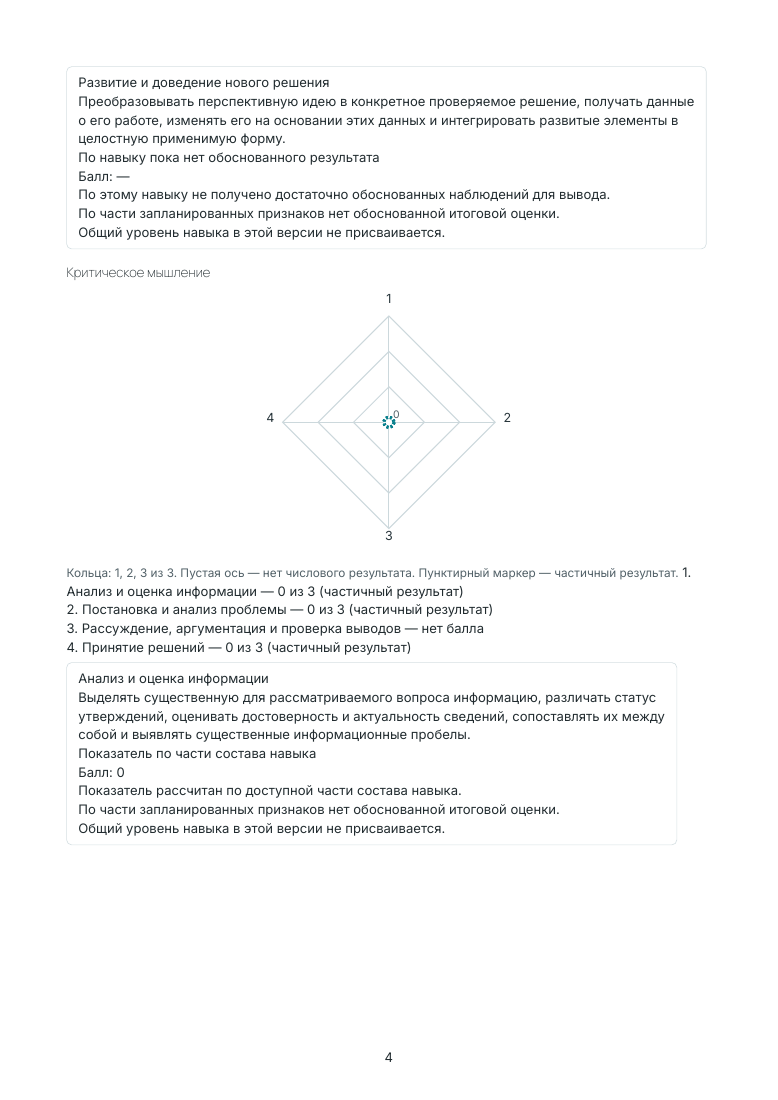 Развитие и доведение нового решения
Преобразовывать перспективную идею в конкретное проверяемое решение, получать данные
о его работе, изменять его на основании этих данных и интегрировать развитые элементы в
целостную применимую форму.
По навыку пока нет обоснованного результата
Балл: —
По этому навыку не получено достаточно обоснованных наблюдений для вывода.
По части запланированных признаков нет обоснованной итоговой оценки.
Общий уровень навыка в этой версии не присваивается.
Критическое мышление
1
4
0
2
3
Кольца: 1, 2, 3 из 3. Пустая ось — нет числового результата. Пунктирный маркер — частичный результат. 1.
Анализ и оценка информации — 0 из 3 (частичный результат)
2. Постановка и анализ проблемы — 0 из 3 (частичный результат)
3. Рассуждение, аргументация и проверка выводов — нет балла
4. Принятие решений — 0 из 3 (частичный результат)
Анализ и оценка информации
Выделять существенную для рассматриваемого вопроса информацию, различать статус
утверждений, оценивать достоверность и актуальность сведений, сопоставлять их между
собой и выявлять существенные информационные пробелы.
Показатель по части состава навыка
Балл: 0
Показатель рассчитан по доступной части состава навыка.
По части запланированных признаков нет обоснованной итоговой оценки.
Общий уровень навыка в этой версии не присваивается.
4